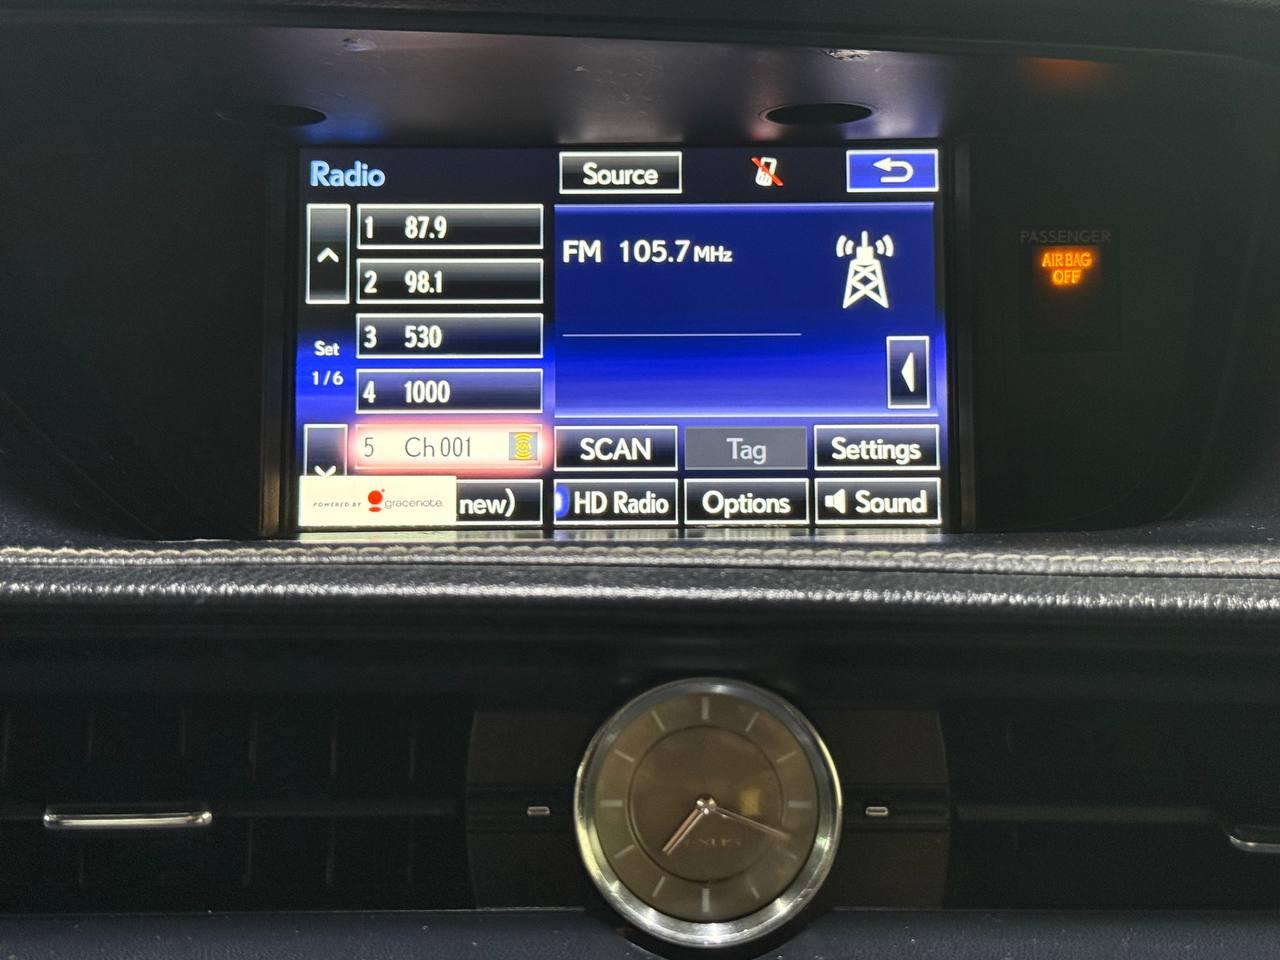 Radio
Source
1 87.9
2 98.1
3 530
4 1000
5 Ch 001
Set
1/6
FM 105.7 MHz
SCAN
Tag
Settings
POWERED BY gracenote.
new)
HD Radio
Options
Sound
PASSENGER
AIR BAG
OFF
LEXUS